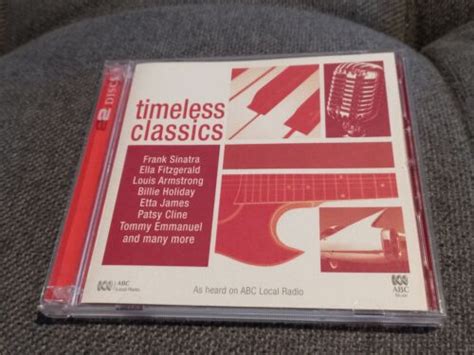 2 DISCS
timeless
classics
Frank Sinatra
Ella Fitzgerald
Louis Armstrong
Billie Holiday
Etta James
Patsy Cline
Tommy Emmanuel
and many more
ABC
Local Radio
As heard on ABC Local Radio
ABC
Music